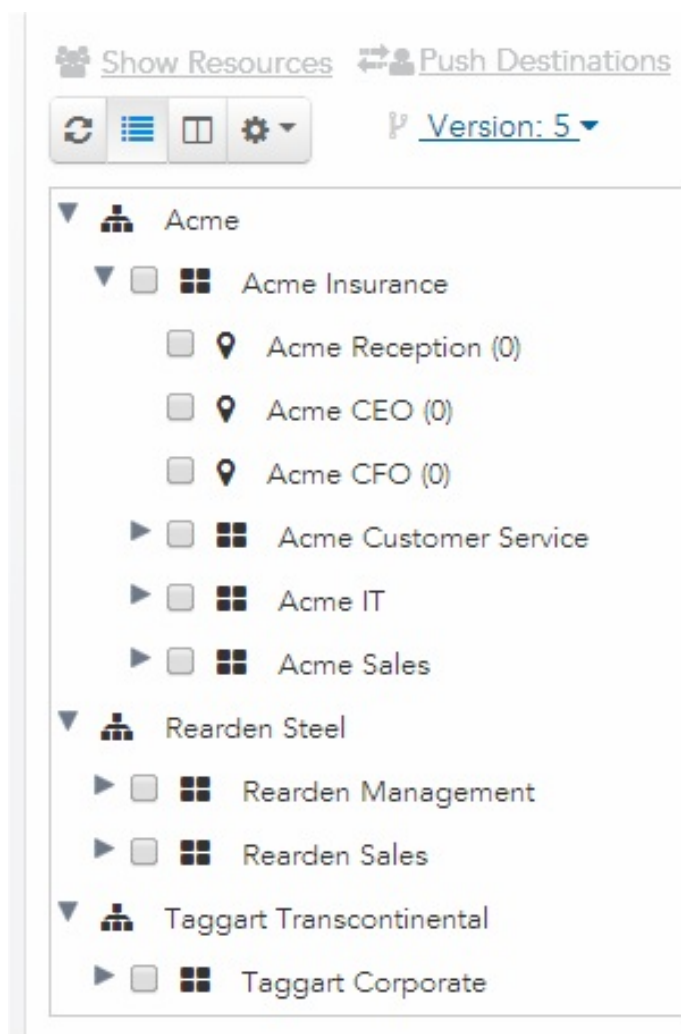 Show Resources Push Destinations
Version: 5
Acme
Acme Insurance
Acme Reception (0)
Acme CEO (0)
Acme CFO (0)
Acme Customer Service
Acme IT
Acme Sales
Rearden Steel
Rearden Management
Rearden Sales
Taggart Transcontinental
Taggart Corporate